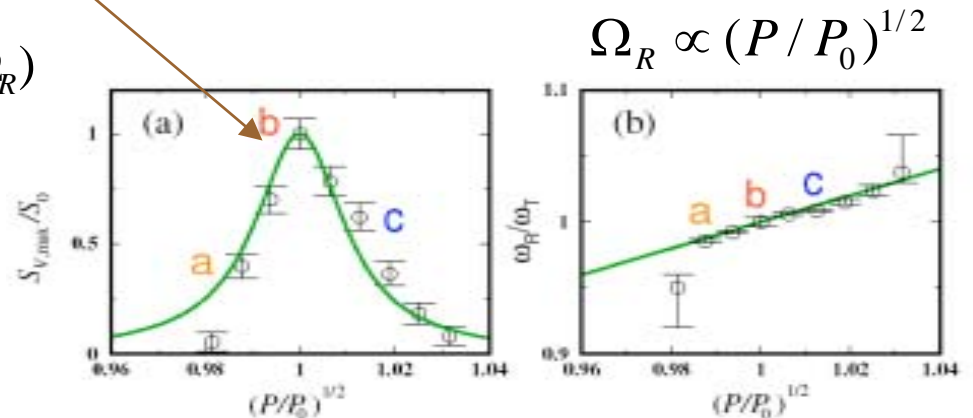 Ω_R ∝ (P / P_0)^{1/2}
_R)
(a)
b
a
c
S_{V,max}/S_0
1
0.5
0
0.96 0.98 1 1.02 1.04
(P/P_0)^{1/2}
(b)
a
b
c
ω_R/ω_T
1.1
1
0.9
0.96 0.98 1 1.02 1.04
(P/P_0)^{1/2}